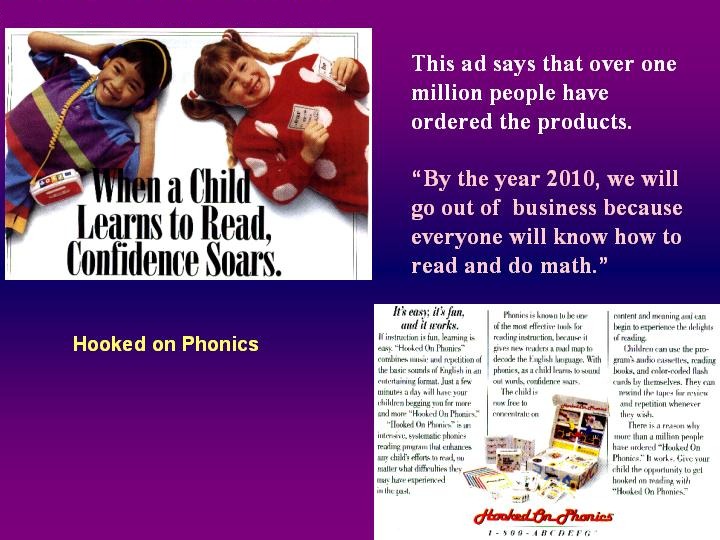 This ad says that over one
million people have
ordered the products.
“By the year 2010, we will
go out of  business because
everyone will know how to
read and do math.”
When a Child
Learns to Read,
Confidence Soars.
Hooked on Phonics
It's easy, it's fun,
and it works.
If instruction is fun, learning is
easy. "Hooked On Phonics"
combines music and repetition of
the basic sounds of English in an
entertaining format. Just a few
minutes a day will have your
children begging you for more
and more "Hooked On Phonics."
"Hooked On Phonics" is an
intensive, systematic phonics
reading program that enhances
any child's efforts to read, no
matter what difficulties they
may have experienced
in the past.
Phonics is known to be one
of the most effective tools for
reading instruction, because it
gives new readers a road map to
decode the English language. With
phonics, as a child learns to sound
out words, confidence soars.
The child is
now free to
concentrate on
content and meaning and can
begin to experience the delights
of reading.
Children can use the pro-
gram's audio cassettes, reading
books, and color-coded flash
cards by themselves. They can
rewind the tapes for review
and repetition whenever
they wish.
There is a reason why
more than a million people
have ordered "Hooked On
Phonics." It works. Give your
child the opportunity to get
hooked on reading with
"Hooked On Phonics."
Hooked On Phonics
1-800-ABCDEFG